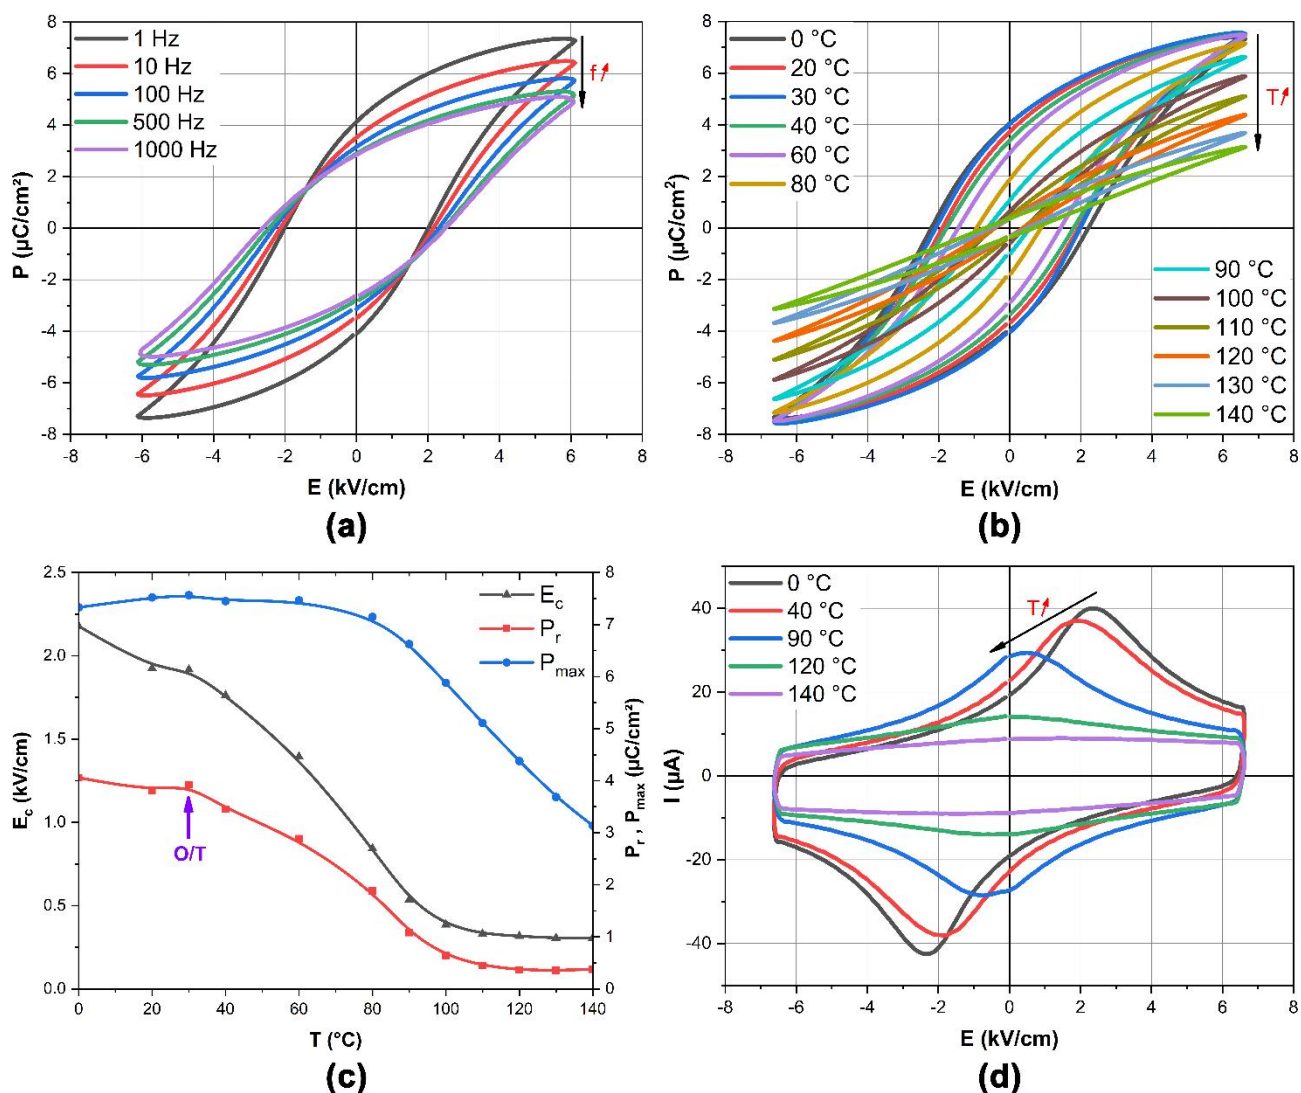 8
6
4
2
0
-2
-4
-6
-8
P (µC/cm²)
1 Hz
10 Hz
100 Hz
500 Hz
1000 Hz
f
-8 -6 -4 -2 0 2 4 6 8
E (kV/cm)
(a)
8
6
4
2
0
-2
-4
-6
-8
P (µC/cm²)
0 °C
20 °C
30 °C
40 °C
60 °C
80 °C
T
90 °C
100 °C
110 °C
120 °C
130 °C
140 °C
-8 -6 -4 -2 0 2 4 6 8
E (kV/cm)
(b)
2.5
2.0
1.5
1.0
0.5
0.0
E_c (kV/cm)
E_c
P_r
P_max
O/T
8
7
6
5
4
3
2
1
0
P_r , P_max (µC/cm²)
0 20 40 60 80 100 120 140
T (°C)
(c)
40
20
0
-20
-40
I (µA)
0 °C
40 °C
90 °C
120 °C
140 °C
T
-8 -6 -4 -2 0 2 4 6 8
E (kV/cm)
(d)